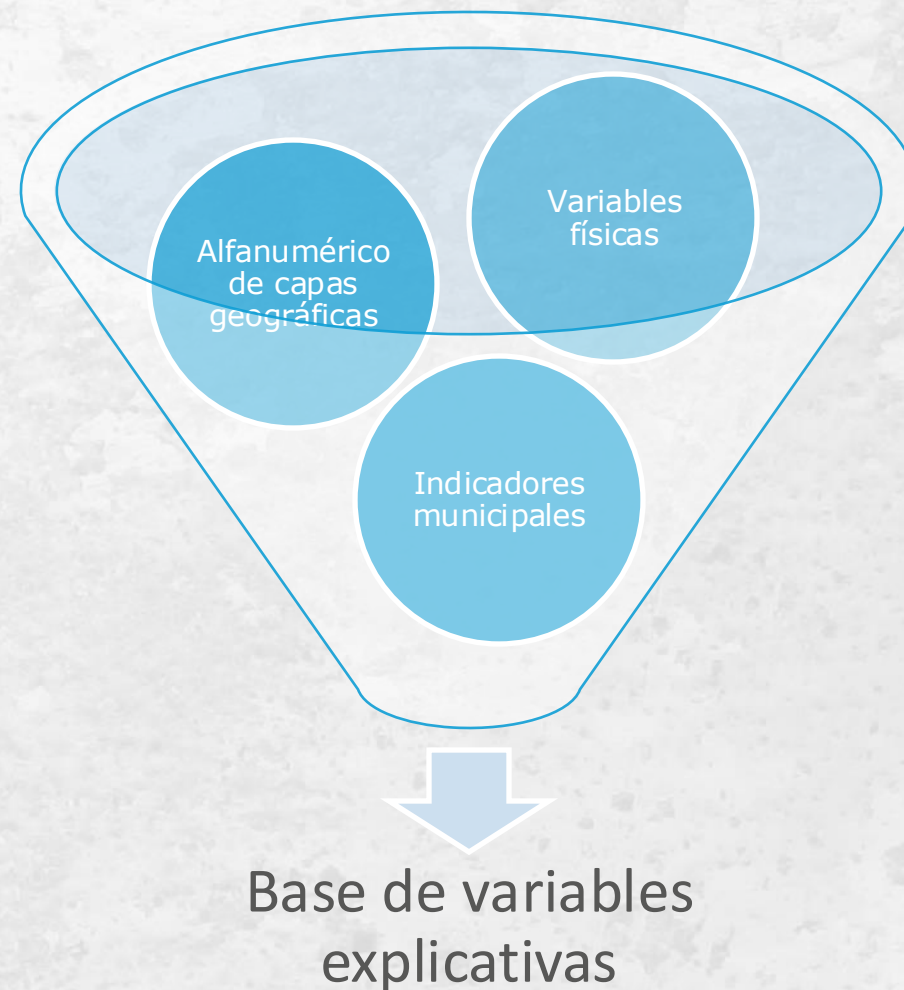 Variables
físicas
Alfanumérico
de capas
geográficas
Indicadores
municipales
Base de variables
explicativas